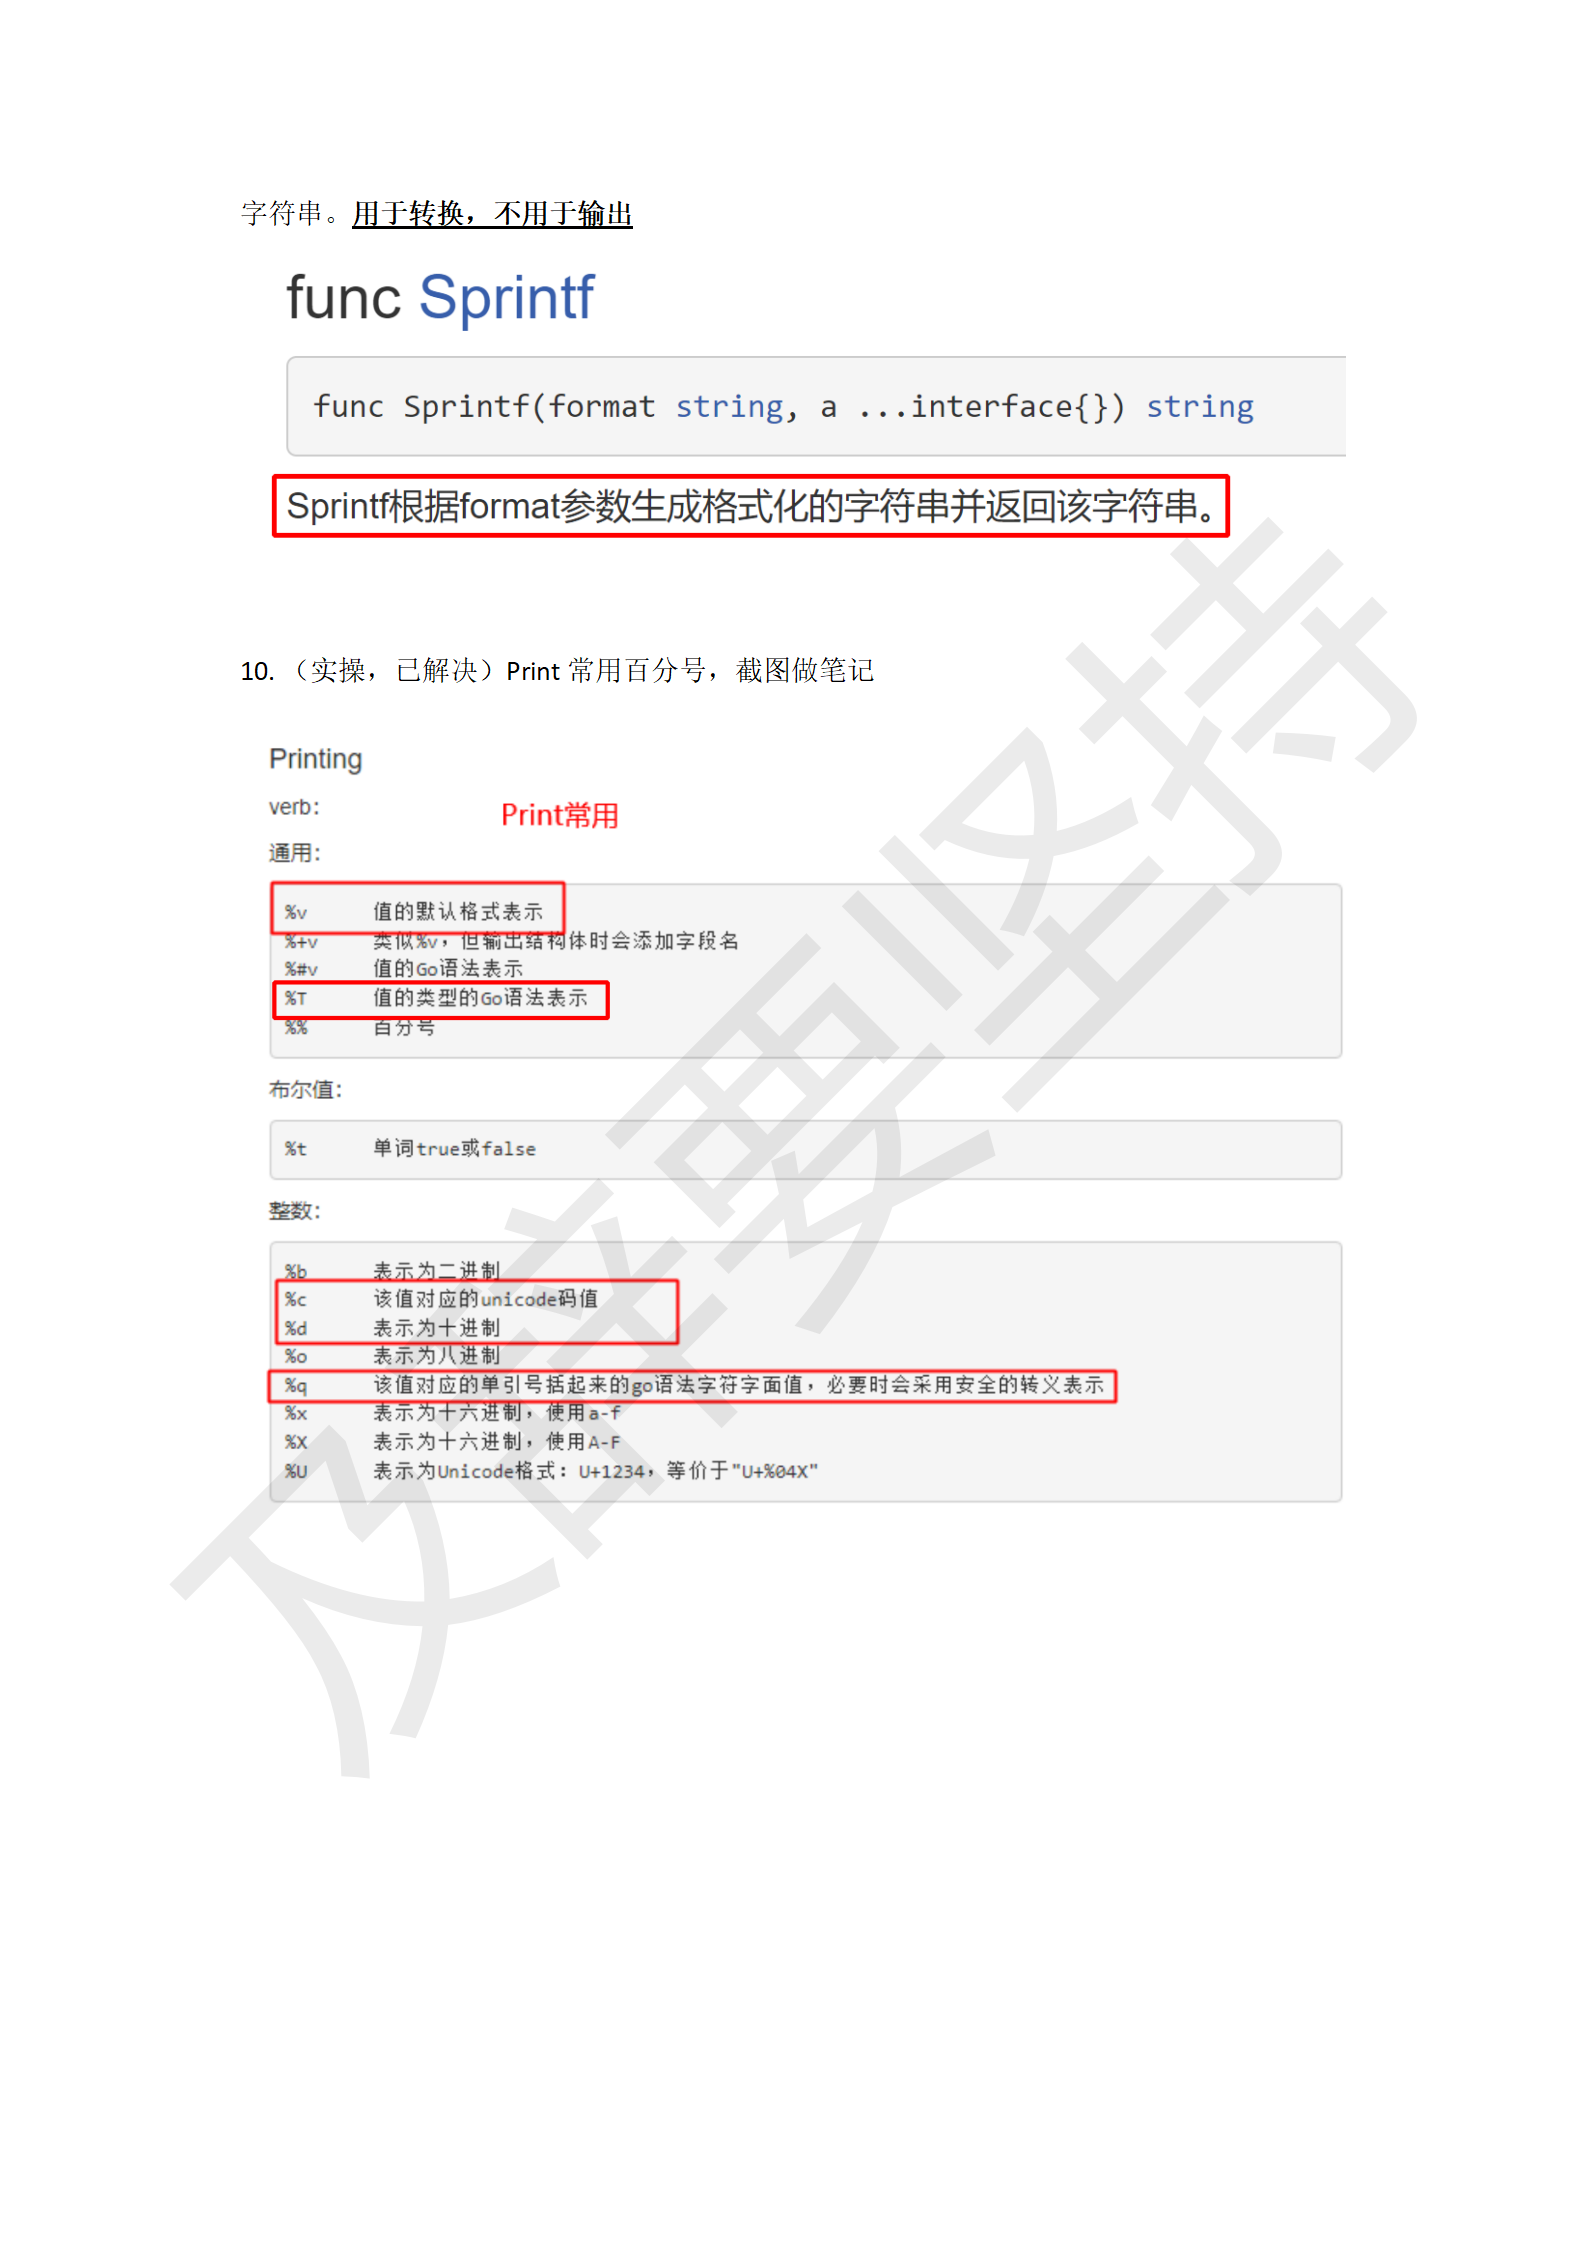 字符串。用于转换，不用于输出
func Sprintf
func Sprintf(format string, a ...interface{}) string
Sprintf根据format参数生成格式化的字符串并返回该字符串。
10. （实操，已解决）Print 常用百分号，截图做笔记
Printing
verb：
Print常用
通用：
%v 值的默认格式表示
%+v 类似%v，但输出结构体时会添加字段名
%#v 值的Go语法表示
%T 值的类型的Go语法表示
%% 百分号
布尔值：
%t 单词true或false
整数：
%b 表示为二进制
%c 该值对应的unicode码值
%d 表示为十进制
%o 表示为八进制
%q 该值对应的单引号括起来的go语法字符字面值，必要时会采用安全的转义表示
%x 表示为十六进制，使用a-f
%X 表示为十六进制，使用A-F
%U 表示为Unicode格式：U+1234，等价于"U+%04X"
及辞要坚持